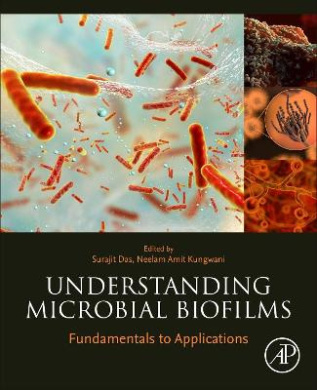 Edited by
Surajit Das, Neelam Amit Kungwani
UNDERSTANDING
MICROBIAL BIOFILMS
Fundamentals to Applications
AP